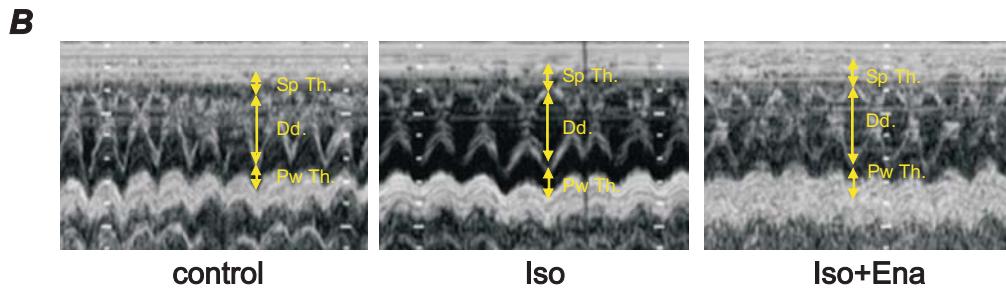 B
Sp Th.
Dd.
Pw Th.
control
Sp Th.
Dd.
Pw Th.
Iso
Sp Th.
Dd.
Pw Th.
Iso+Ena